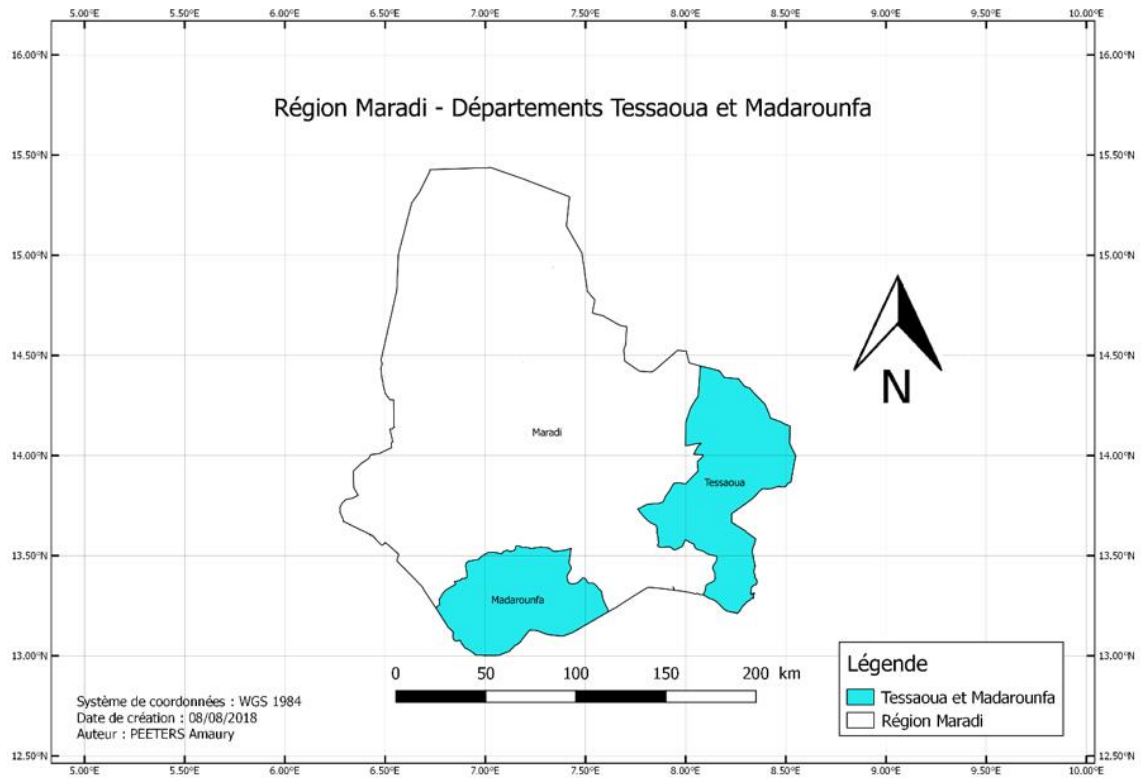 5.00°E 5.50°E 6.00°E 6.50°E 7.00°E 7.50°E 8.00°E 8.50°E 9.00°E 9.50°E 10.00°E
16.00°N 16.00°N
Région Maradi - Départements Tessaoua et Madarounfa
15.50°N 15.50°N
15.00°N 15.00°N
14.50°N 14.50°N
N
Maradi
14.00°N 14.00°N
Tessaoua
13.50°N 13.50°N
Madarounfa
13.00°N 13.00°N
0 50 100 150 200 km
Légende
Tessaoua et Madarounfa
Région Maradi
Système de coordonnées : WGS 1984
Date de création : 08/08/2018
Auteur : PEETERS Amaury
12.50°N 12.50°N
5.00°E 5.50°E 6.00°E 6.50°E 7.00°E 7.50°E 8.00°E 8.50°E 9.00°E 9.50°E 10.00°E